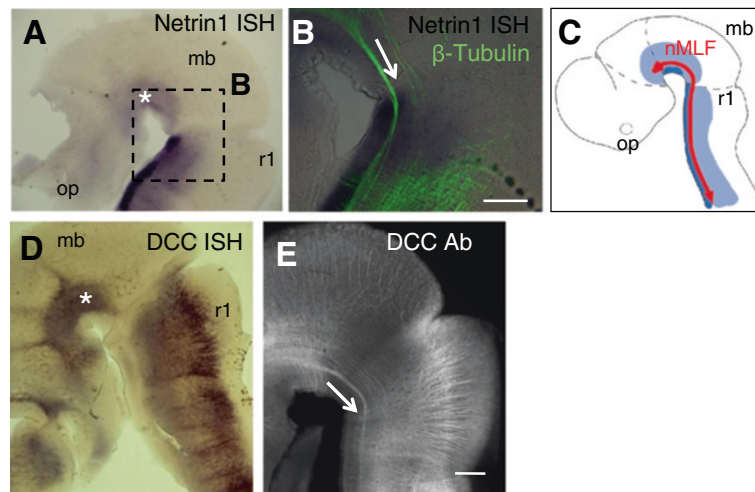 A
Netrin1 ISH
mb
*
B
op
r1
B
Netrin1 ISH
β-Tubulin
C
nMLF
mb
r1
op
D
mb
DCC ISH
*
r1
E
DCC Ab